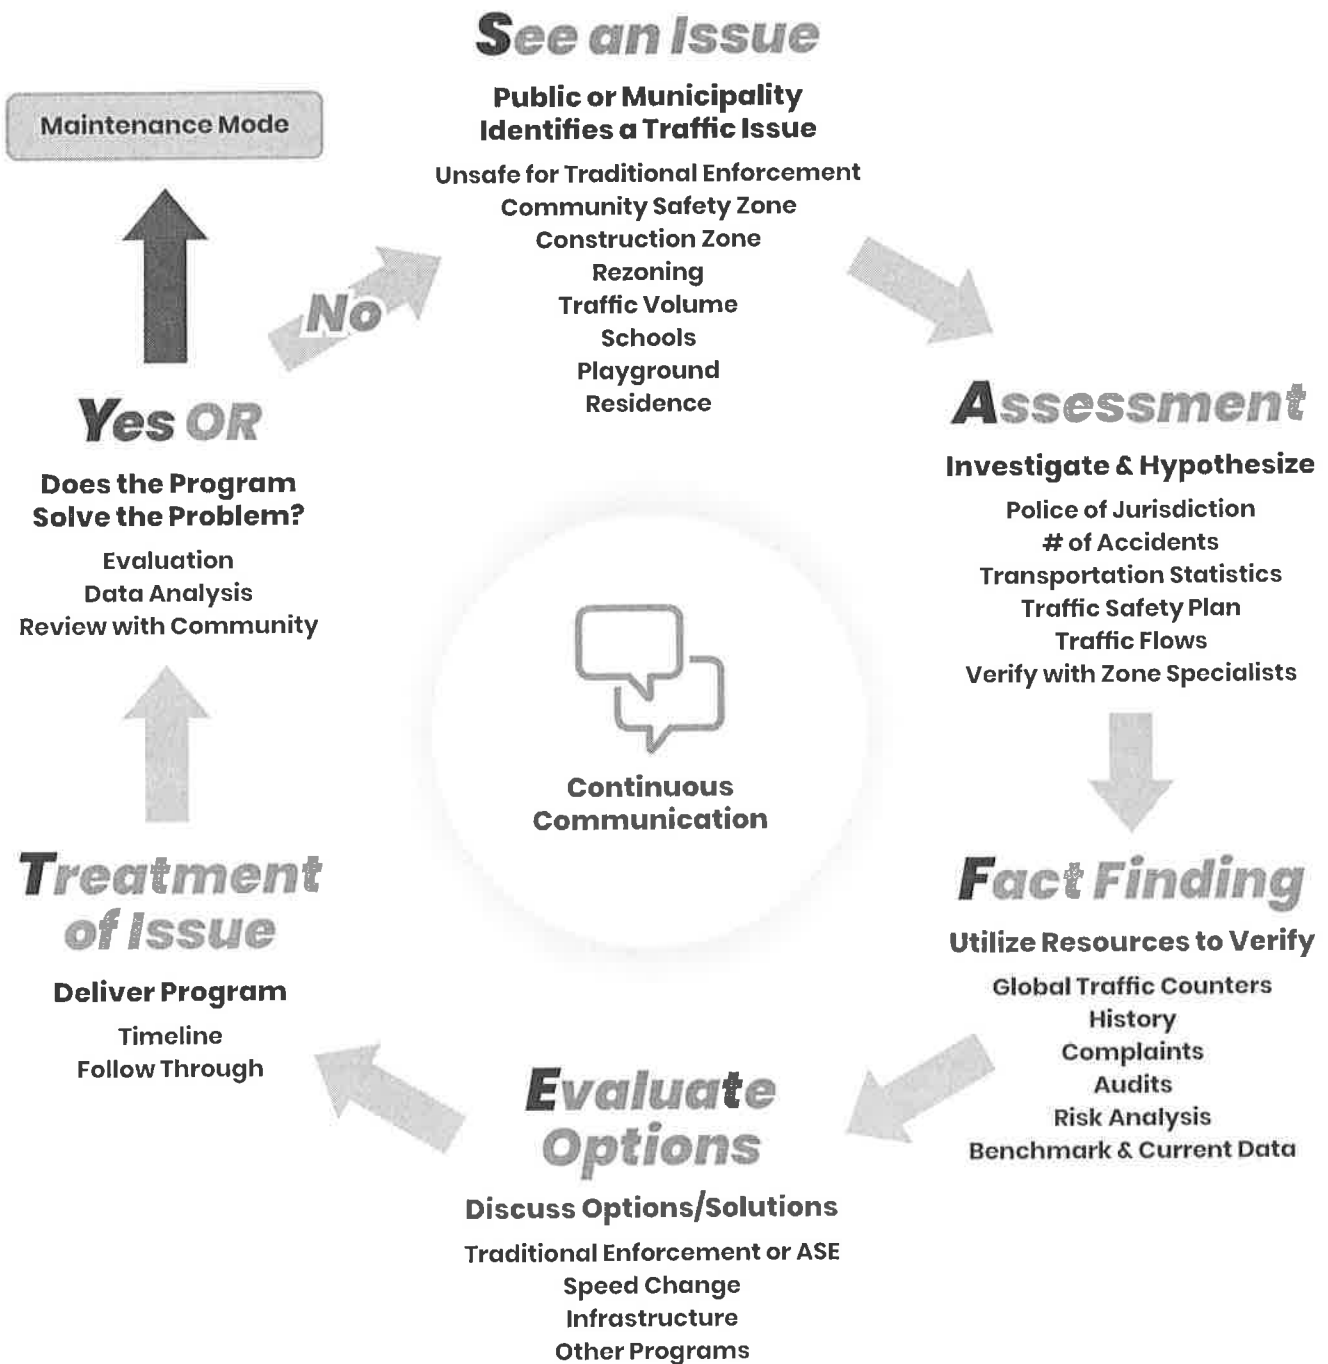 See an Issue
Public or Municipality
Identifies a Traffic Issue
Unsafe for Traditional Enforcement
Community Safety Zone
Construction Zone
Rezoning
Traffic Volume
Schools
Playground
Residence
Assessment
Investigate & Hypothesize
Police of Jurisdiction
# of Accidents
Transportation Statistics
Traffic Safety Plan
Traffic Flows
Verify with Zone Specialists
Fact Finding
Utilize Resources to Verify
Global Traffic Counters
History
Complaints
Audits
Risk Analysis
Benchmark & Current Data
Evaluate
Options
Discuss Options/Solutions
Traditional Enforcement or ASE
Speed Change
Infrastructure
Other Programs
Treatment
of Issue
Deliver Program
Timeline
Follow Through
Yes OR
Does the Program
Solve the Problem?
Evaluation
Data Analysis
Review with Community
No
Maintenance Mode
Continuous
Communication